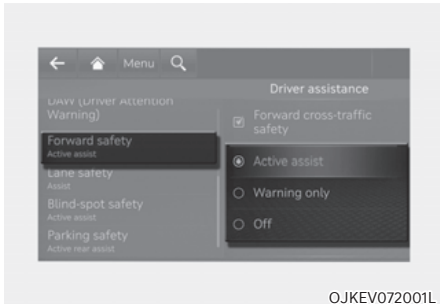 Menu
Driver assistance
DAW (Driver Attention
Warning)
Forward safety
Active assist
Lane safety
Assist
Blind-spot safety
Active assist
Parking safety
Active rear assist
Forward cross-traffic
safety
Active assist
Warning only
Off
OJKEV072001L